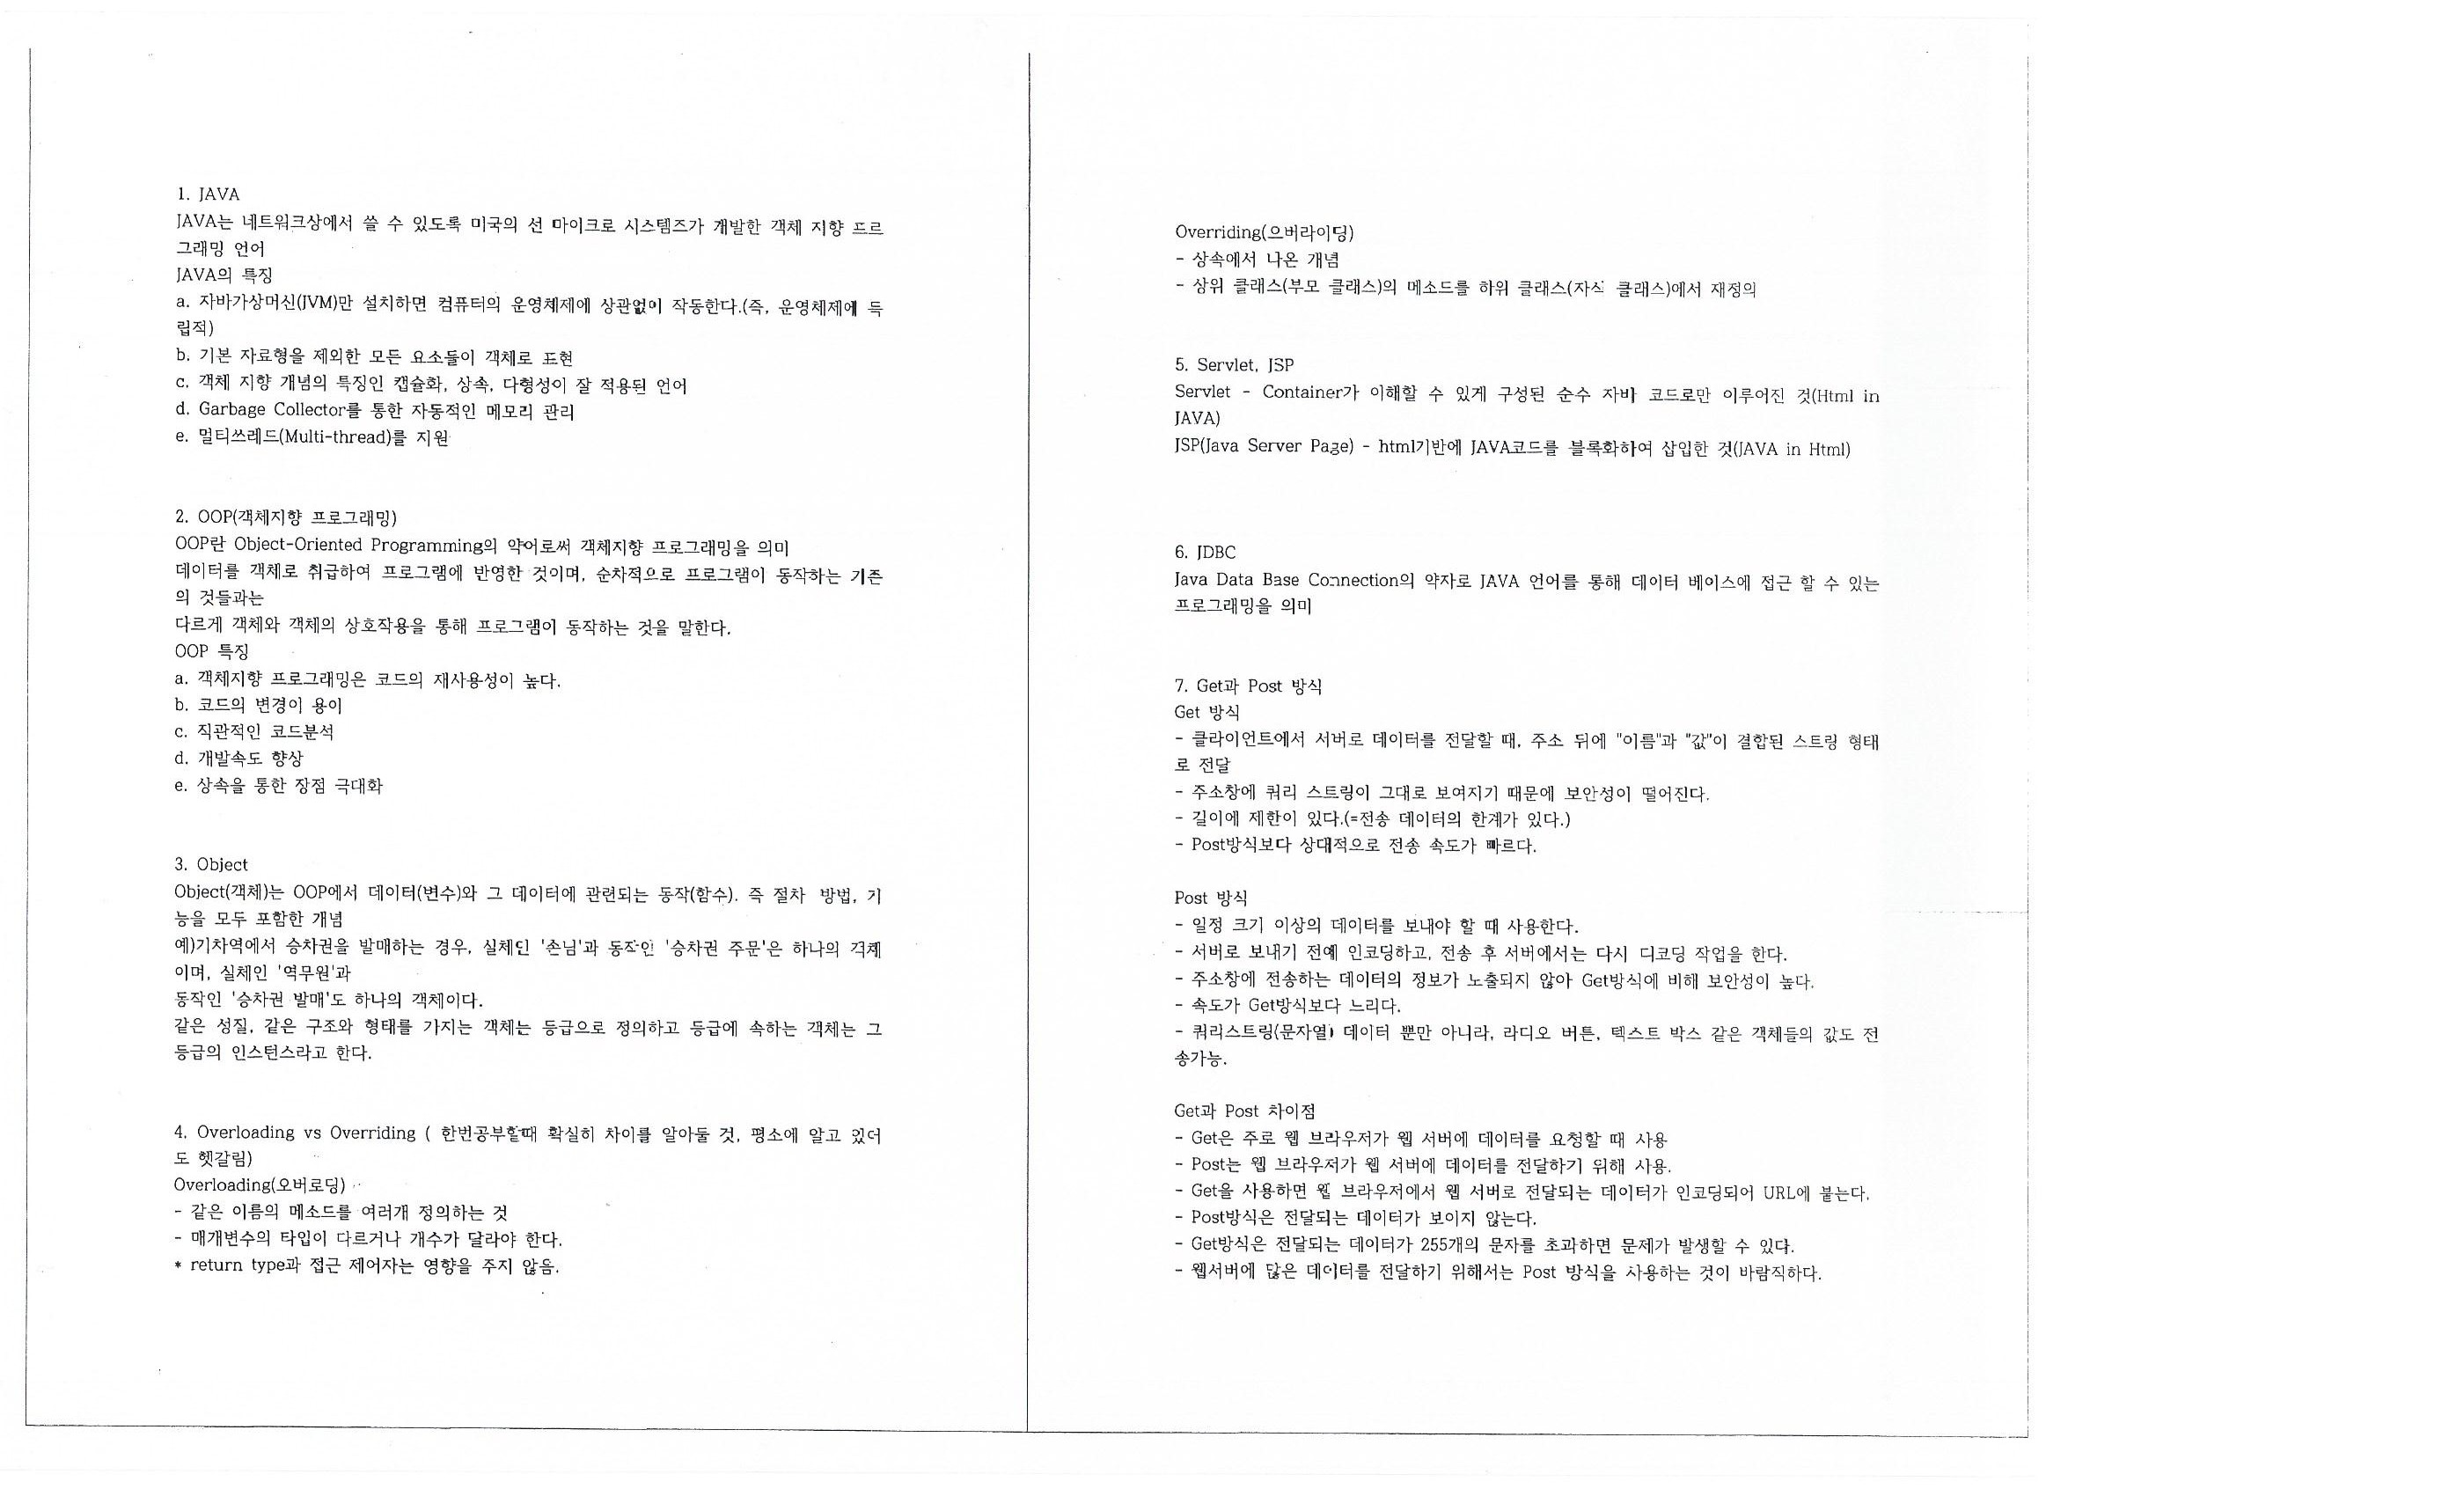 1. JAVA
JAVA는 네트워크상에서 쓸 수 있도록 미국의 선 마이크로 시스템즈가 개발한 객체 지향 프르
그래밍 언어
JAVA의 특징
a. 자바가상머신(JVM)만 설치하면 컴퓨터의 운영체제에 상관없이 작동한다.(즉, 운영체제에 독
립적)
b. 기본 자료형을 제외한 모든 요소들이 객체로 표현
c. 객체 지향 개념의 특징인 캡슐화, 상속, 다형성이 잘 적용된 언어
d. Garbage Collector를 통한 자동적인 메모리 관리
e. 멀티쓰레드(Multi-thread)를 지원
2. OOP(객체지향 프로그래밍)
OOP란 Object-Oriented Programming의 약어로써 객체지향 프로그래밍을 의미
데이터를 객체로 취급하여 프로그램에 반영한 것이며, 순차적으로 프로그램이 동작하는 기존
의 것들과는
다르게 객체와 객체의 상호작용을 통해 프로그램이 동작하는 것을 말한다.
OOP 특징
a. 객체지향 프로그래밍은 코드의 재사용성이 높다.
b. 코드의 변경이 용이
c. 직관적인 코드분석
d. 개발속도 향상
e. 상속을 통한 장점 극대화
3. Object
Object(객체)는 OOP에서 데이터(변수)와 그 데이터에 관련되는 동작(함수). 즉 절차 방법, 기
능을 모두 포함한 개념
예)기차역에서 승차권을 발매하는 경우, 실체인 '손님'과 동작인 '승차권 주문'은 하나의 객체
이며, 실체인 '역무원'과
동작인 '승차권 발매'도 하나의 객체이다.
같은 성질, 같은 구조와 형태를 가지는 객체는 등급으로 정의하고 등급에 속하는 객체는 그
등급의 인스턴스라고 한다.
4. Overloading vs Overriding ( 한번공부할때 확실히 차이를 알아둘 것, 평소에 알고 있더
도 헷갈림)
Overloading(오버로딩)
- 같은 이름의 메소드를 여러개 정의하는 것
- 매개변수의 타입이 다르거나 개수가 달라야 한다.
* return type과 접근 제어자는 영향을 주지 않음.
Overriding(으버라이딩)
- 상속에서 나온 개념
- 상위 클래스(부모 클래스)의 메소드를 하위 클래스(자식 클래스)에서 재정의
5. Servlet, JSP
Servlet - Container가 이해할 수 있게 구성된 순수 자바 코드로만 이루어진 것(Html in
JAVA)
JSP(Java Server Page) - html기반에 JAVA코드를 블록화하여 삽입한 것(JAVA in Html)
6. JDBC
Java Data Base Connection의 약자로 JAVA 언어를 통해 데이터 베이스에 접근 할 수 있는
프로그래밍을 의미
7. Get과 Post 방식
Get 방식
- 클라이언트에서 서버로 데이터를 전달할 때, 주소 뒤에 "이름"과 "값"이 결합된 스트링 형태
로 전달
- 주소창에 쿼리 스트링이 그대로 보여지기 때문에 보안성이 떨어진다.
- 길이에 제한이 있다.(=전송 데이터의 한계가 있다.)
- Post방식보다 상대적으로 전송 속도가 빠르다.
Post 방식
- 일정 크기 이상의 데이터를 보내야 할 때 사용한다.
- 서버로 보내기 전에 인코딩하고, 전송 후 서버에서는 다시 디코딩 작업을 한다.
- 주소창에 전송하는 데이터의 정보가 노출되지 않아 Get방식에 비해 보안성이 높다.
- 속도가 Get방식보다 느리다.
- 쿼리스트링(문자열) 데이터 뿐만 아니라, 라디오 버튼, 텍스트 박스 같은 객체들의 값도 전
송가능.
Get과 Post 차이점
- Get은 주로 웹 브라우저가 웹 서버에 데이터를 요청할 때 사용
- Post는 웹 브라우저가 웹 서버에 데이터를 전달하기 위해 사용.
- Get을 사용하면 웹 브라우저에서 웹 서버로 전달되는 데이터가 인코딩되어 URL에 붙는다.
- Post방식은 전달되는 데이터가 보이지 않는다.
- Get방식은 전달되는 데이터가 255개의 문자를 초과하면 문제가 발생할 수 있다.
- 웹서버에 많은 데이터를 전달하기 위해서는 Post 방식을 사용하는 것이 바람직하다.